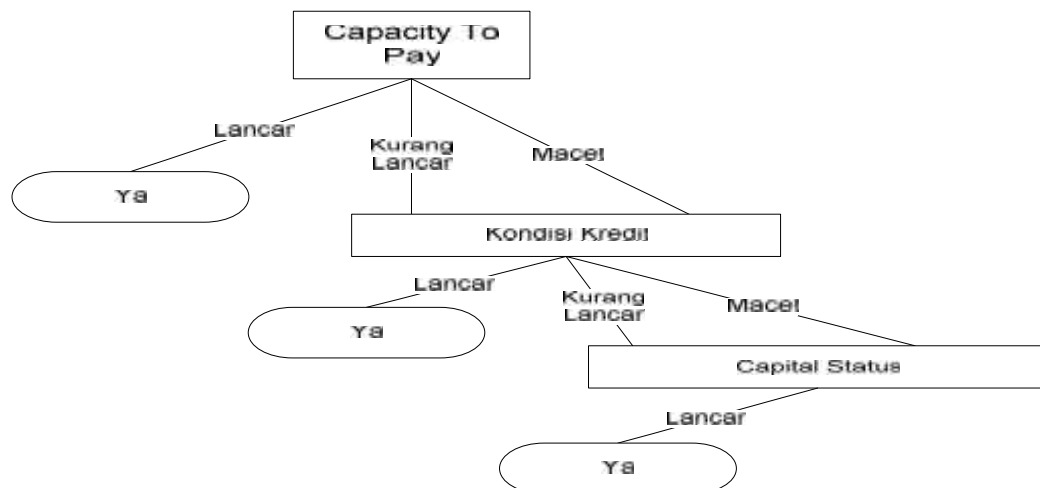 Capacity To
Pay
Lancar
Kurang
Lancar
Macet
Ya
Kondisi Kredit
Lancar
Kurang
Lancar
Macet
Ya
Capital Status
Lancar
Ya